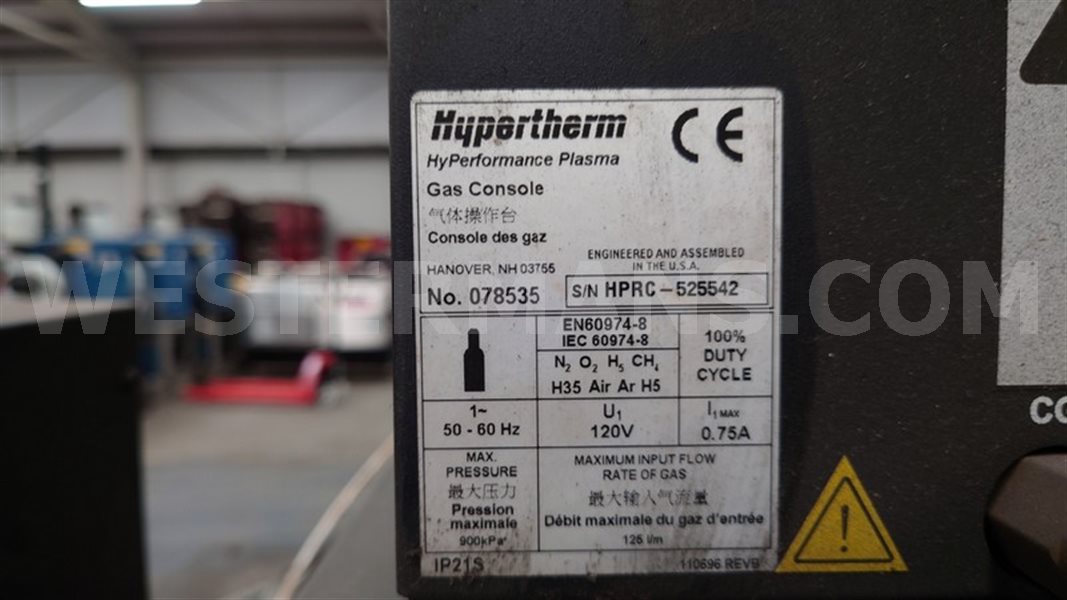 Hypertherm
CE
HyPerformance Plasma
Gas Console
气体操作台
Console des gaz
ENGINEERED AND ASSEMBLED
IN THE U.S.A.
HANOVER, NH 03755
No. 078535
S/N HPRC-525542
WESTERMANS.COM
EN60974-8
IEC 60974-8
100%
DUTY
CYCLE
N₂ O₂ H₅ CH₄
H35 Air Ar H5
1~
50 - 60 Hz
U₁
120V
I₁ MAX
0.75A
MAX.
PRESSURE
最大压力
Pression
maximale
900kPa
MAXIMUM INPUT FLOW
RATE OF GAS
最大输入气流量
Débit maximale du gaz d'entrée
125 l/m
IP21S
110696 REVB
!
CO